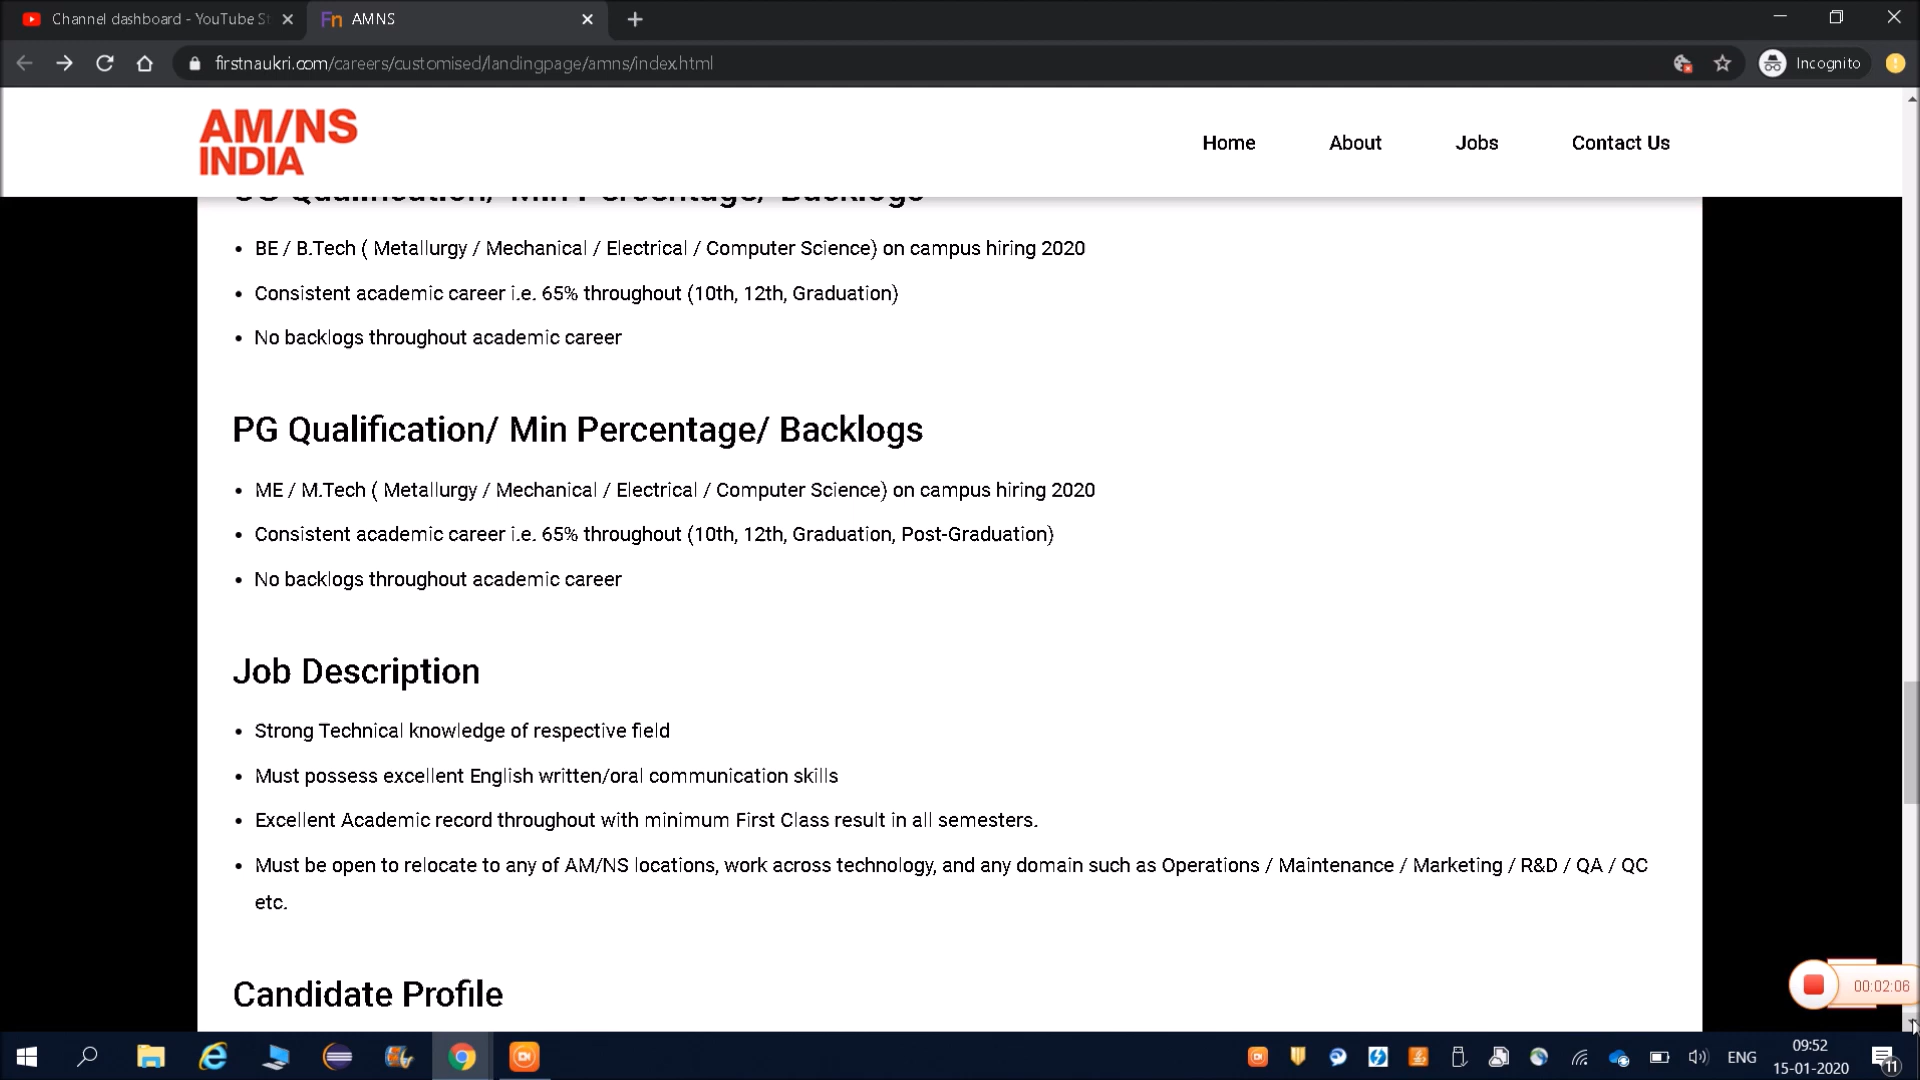 Channel dashboard - YouTube St
AMNS
firstnaukri.com/careers/customised/landingpage/amns/index.html
Incognito
AM/NS
INDIA
Home
About
Jobs
Contact Us
UG Qualification/ Min Percentage/ Backlogs
• BE / B.Tech ( Metallurgy / Mechanical / Electrical / Computer Science) on campus hiring 2020
• Consistent academic career i.e. 65% throughout (10th, 12th, Graduation)
• No backlogs throughout academic career
PG Qualification/ Min Percentage/ Backlogs
• ME / M.Tech ( Metallurgy / Mechanical / Electrical / Computer Science) on campus hiring 2020
• Consistent academic career i.e. 65% throughout (10th, 12th, Graduation, Post-Graduation)
• No backlogs throughout academic career
Job Description
• Strong Technical knowledge of respective field
• Must possess excellent English written/oral communication skills
• Excellent Academic record throughout with minimum First Class result in all semesters.
• Must be open to relocate to any of AM/NS locations, work across technology, and any domain such as Operations / Maintenance / Marketing / R&D / QA / QC
etc.
Candidate Profile
00:02:06
ENG
09:52
15-01-2020
11